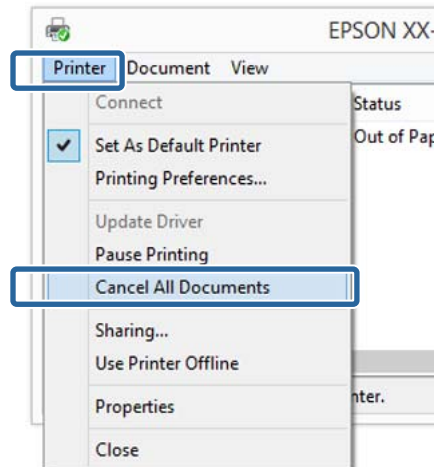 EPSON XX-
Printer Document View
Connect
Status
Set As Default Printer
Out of Pap
Printing Preferences...
Update Driver
Pause Printing
Cancel All Documents
Sharing...
Use Printer Offline
Properties
nter.
Close